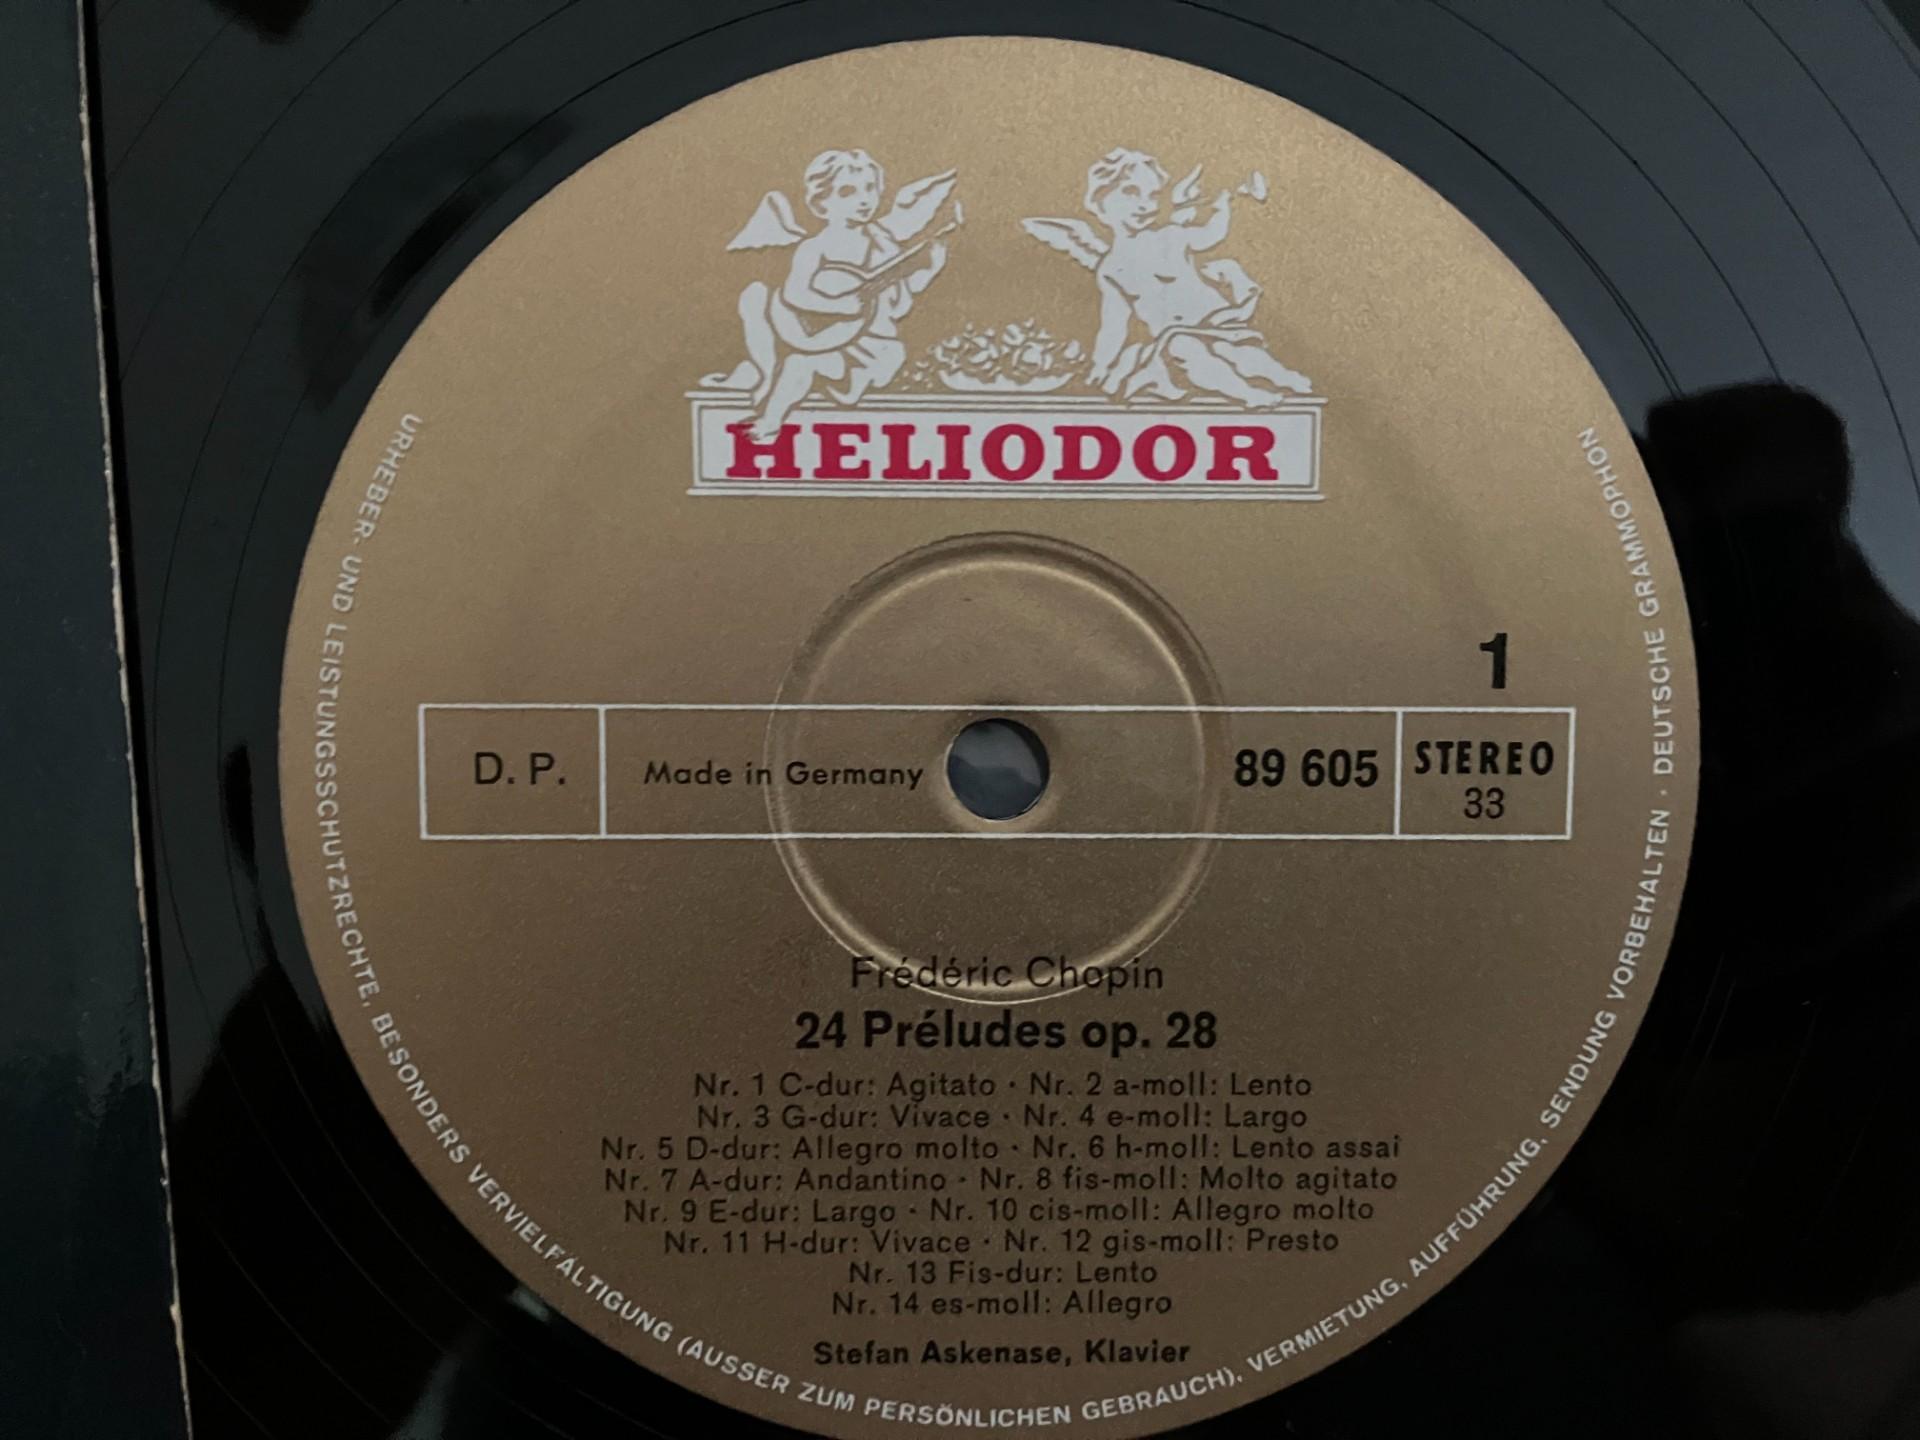 HELIODOR
1
D. P.
Made in Germany
89 605
STEREO
33
Frédéric Chopin
24 Préludes op. 28
Nr. 1 C-dur: Agitato · Nr. 2 a-moll: Lento
Nr. 3 G-dur: Vivace · Nr. 4 e-moll: Largo
Nr. 5 D-dur: Allegro molto · Nr. 6 h-moll: Lento assai
Nr. 7 A-dur: Andantino · Nr. 8 fis-moll: Molto agitato
Nr. 9 E-dur: Largo · Nr. 10 cis-moll: Allegro molto
Nr. 11 H-dur: Vivace · Nr. 12 gis-moll: Presto
Nr. 13 Fis-dur: Lento
Nr. 14 es-moll: Allegro
Stefan Askenase, Klavier
URHEBER- UND LEISTUNGSSCHUTZRECHTE, BESONDERS VERVIELFÄLTIGUNG (AUSSER ZUM PERSÖNLICHEN GEBRAUCH), VERMIETUNG, AUFFÜHRUNG, SENDUNG VORBEHALTEN · DEUTSCHE GRAMMOPHON